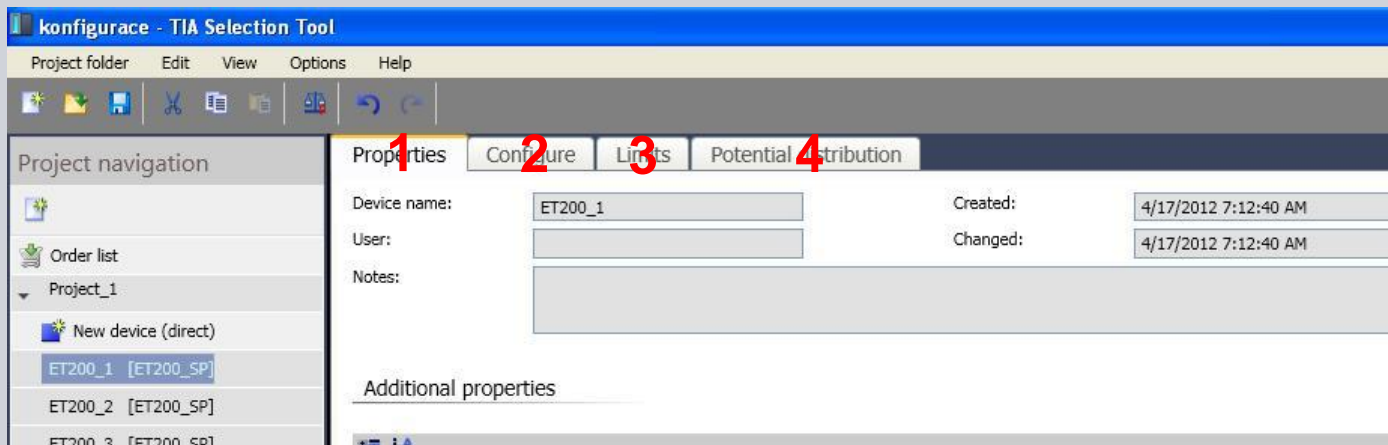 konfigurace - TIA Selection Tool
Project folder Edit View Options Help
Project navigation
Order list
Project_1
New device (direct)
ET200_1 [ET200_SP]
ET200_2 [ET200_SP]
ET200_3 [ET200_SP]
1 2 3 4
Properties Configure Limits Potential distribution
Device name: ET200_1 Created: 4/17/2012 7:12:40 AM
User: Changed: 4/17/2012 7:12:40 AM
Notes:
Additional properties